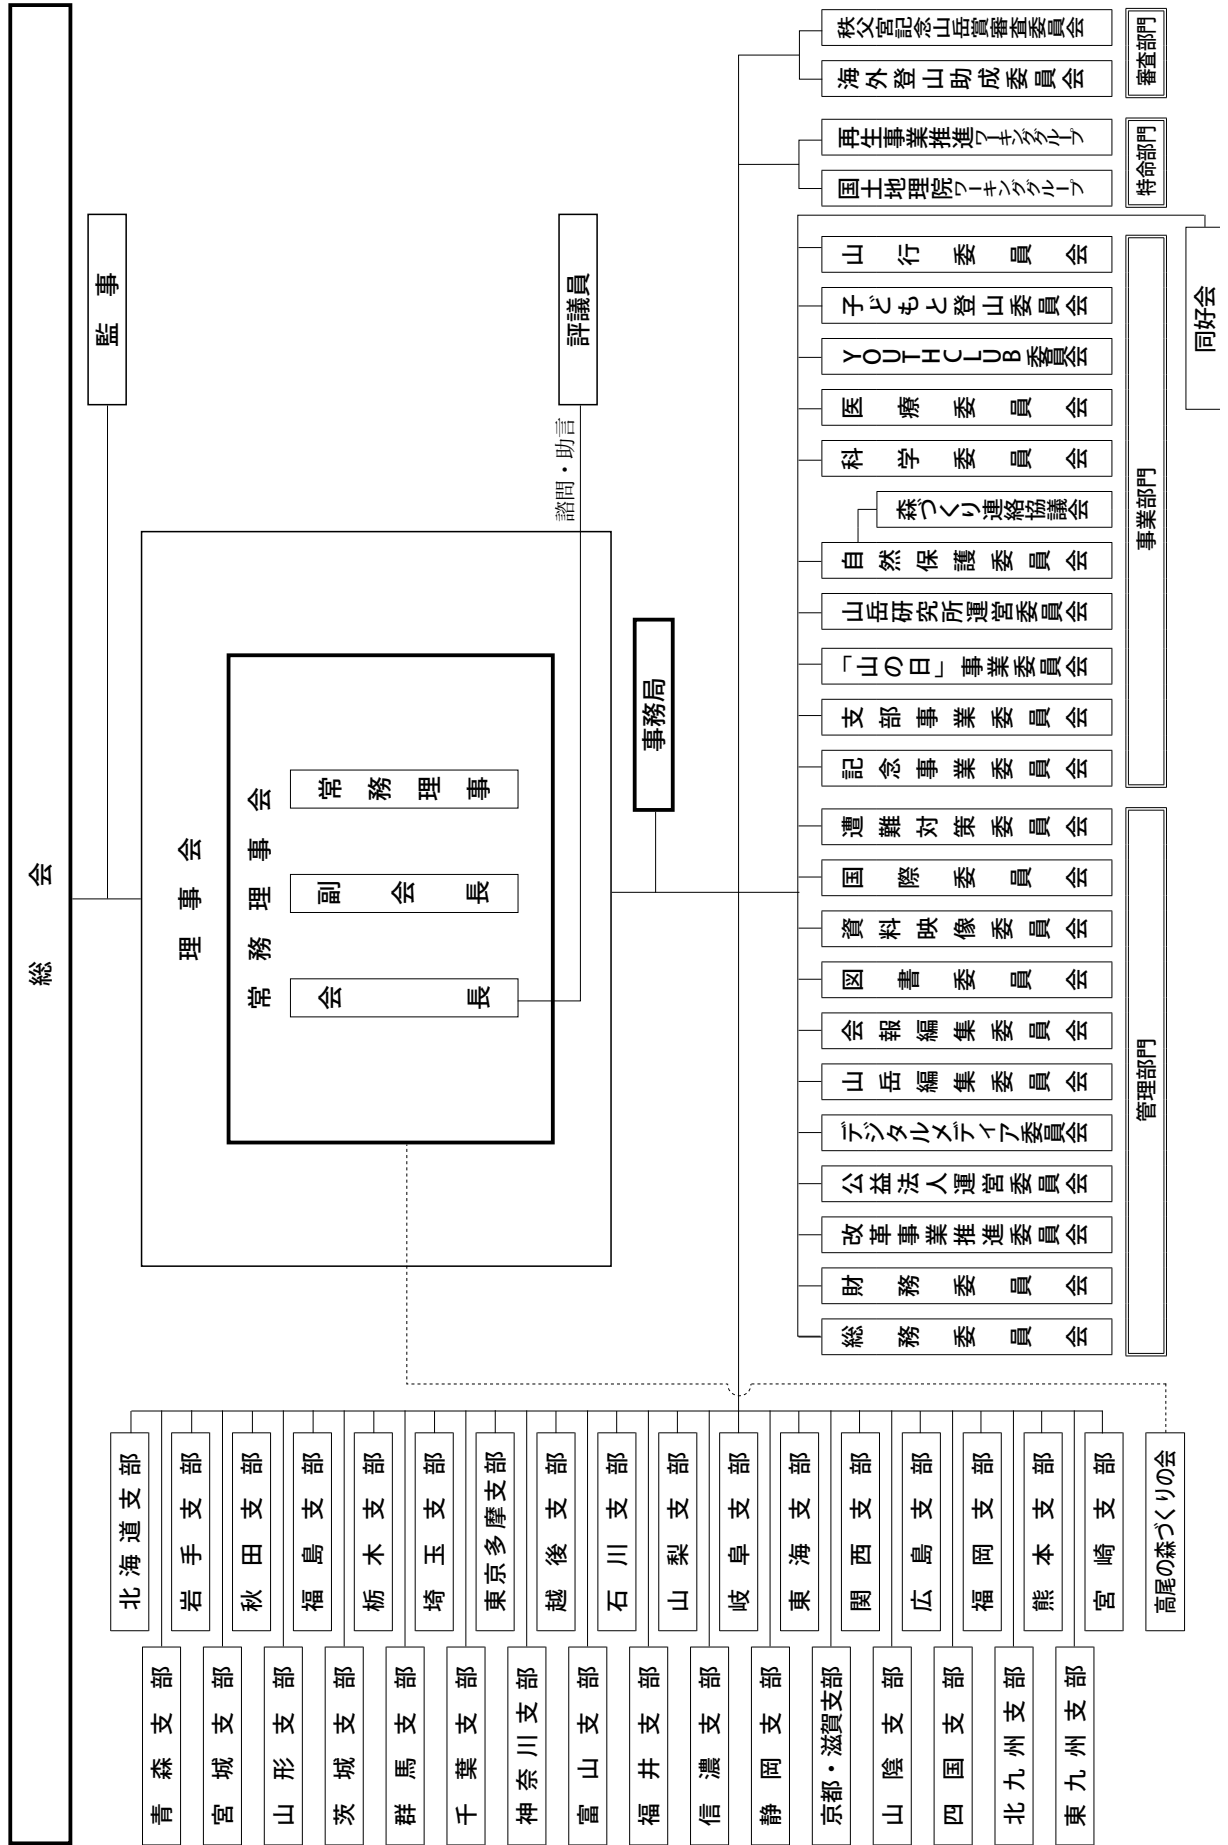 総会
監事
評議員
諮問・助言
理事会
常務理事会
会長
副会長
常務理事
事務局
北海道支部
青森支部
岩手支部
宮城支部
秋田支部
山形支部
福島支部
茨城支部
栃木支部
群馬支部
埼玉支部
千葉支部
東京多摩支部
神奈川支部
越後支部
富山支部
石川支部
福井支部
山梨支部
信濃支部
岐阜支部
静岡支部
東海支部
京都・滋賀支部
関西支部
山陰支部
広島支部
四国支部
福岡支部
北九州支部
熊本支部
東九州支部
宮崎支部
高尾の森づくりの会
総務委員会
財務委員会
改革事業推進委員会
公益法人運営委員会
デジタルメディア委員会
山岳編集委員会
会報編集委員会
図書委員会
資料映像委員会
国際委員会
遭難対策委員会
管理部門
記念事業委員会
支部事業委員会
「山の日」事業委員会
山岳研究所運営委員会
自然保護委員会
森づくり連絡協議会
科学委員会
医療委員会
YOUTHCLUB委員会
子どもと登山委員会
山行委員会
事業部門
同好会
国土地理院ワーキンググループ
再生事業推進ワーキンググループ
特命部門
海外登山助成委員会
秩父宮記念山岳賞審査委員会
審査部門